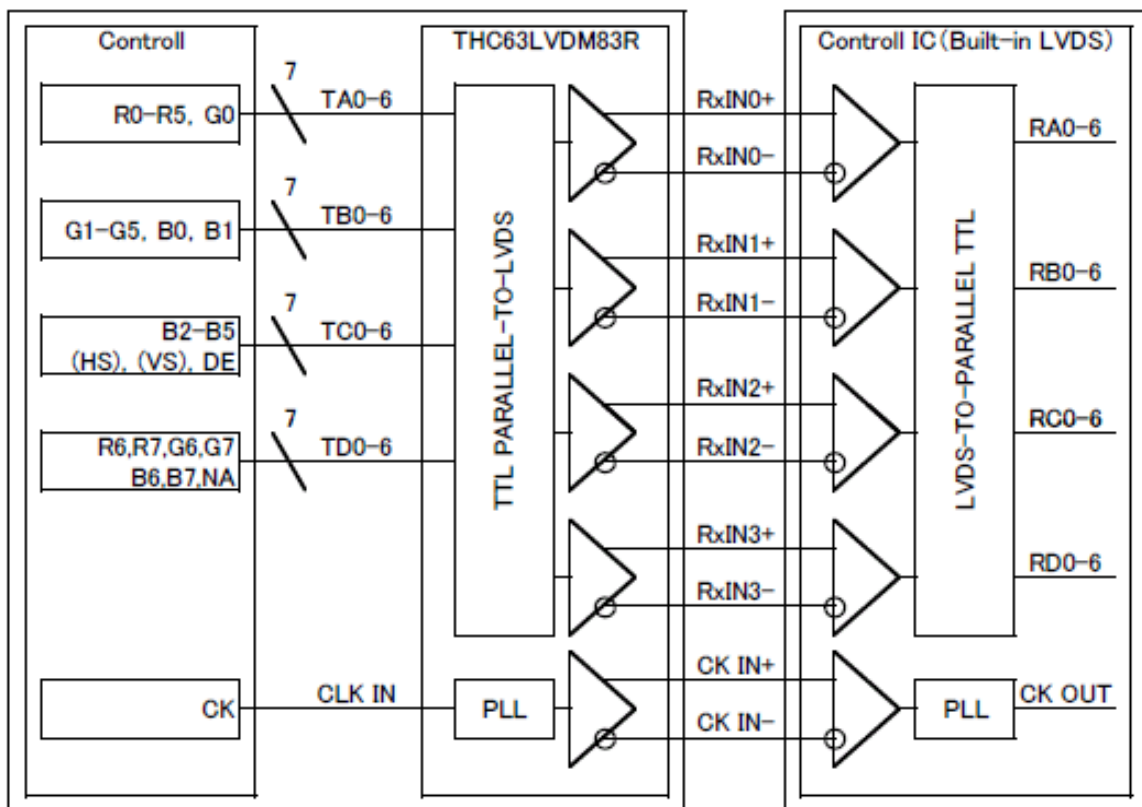 Controll
THC63LVDM83R
Controll IC(Built-in LVDS)
R0-R5, G0
7
TA0-6
RxIN0+
RxIN0-
RA0-6
G1-G5, B0, B1
7
TB0-6
RxIN1+
RxIN1-
RB0-6
B2-B5
(HS), (VS), DE
7
TC0-6
RxIN2+
RxIN2-
RC0-6
R6,R7,G6,G7
B6,B7,NA
7
TD0-6
RxIN3+
RxIN3-
RD0-6
TTL PARALLEL-TO-LVDS
LVDS-TO-PARALLEL TTL
CK
CLK IN
PLL
CK IN+
CK IN-
PLL
CK OUT